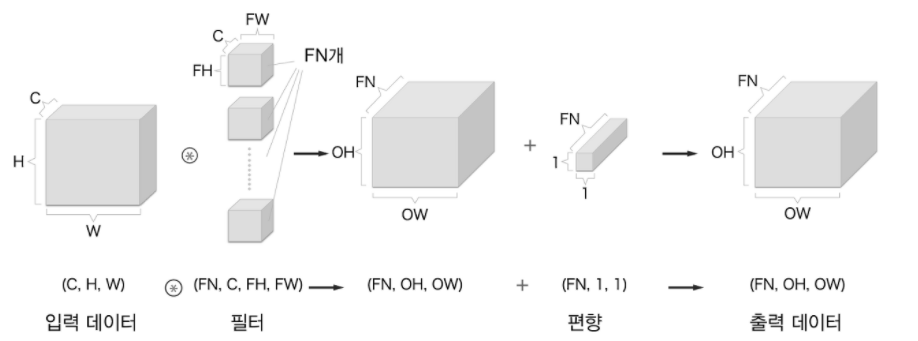 C
H
W
⊛
C
FW
FH
FN개
FN
OH
OW
+
FN
1
1
FN
OH
OW
(C, H, W) ⊛ (FN, C, FH, FW) → (FN, OH, OW) + (FN, 1, 1) → (FN, OH, OW)
입력 데이터 필터 편향 출력 데이터